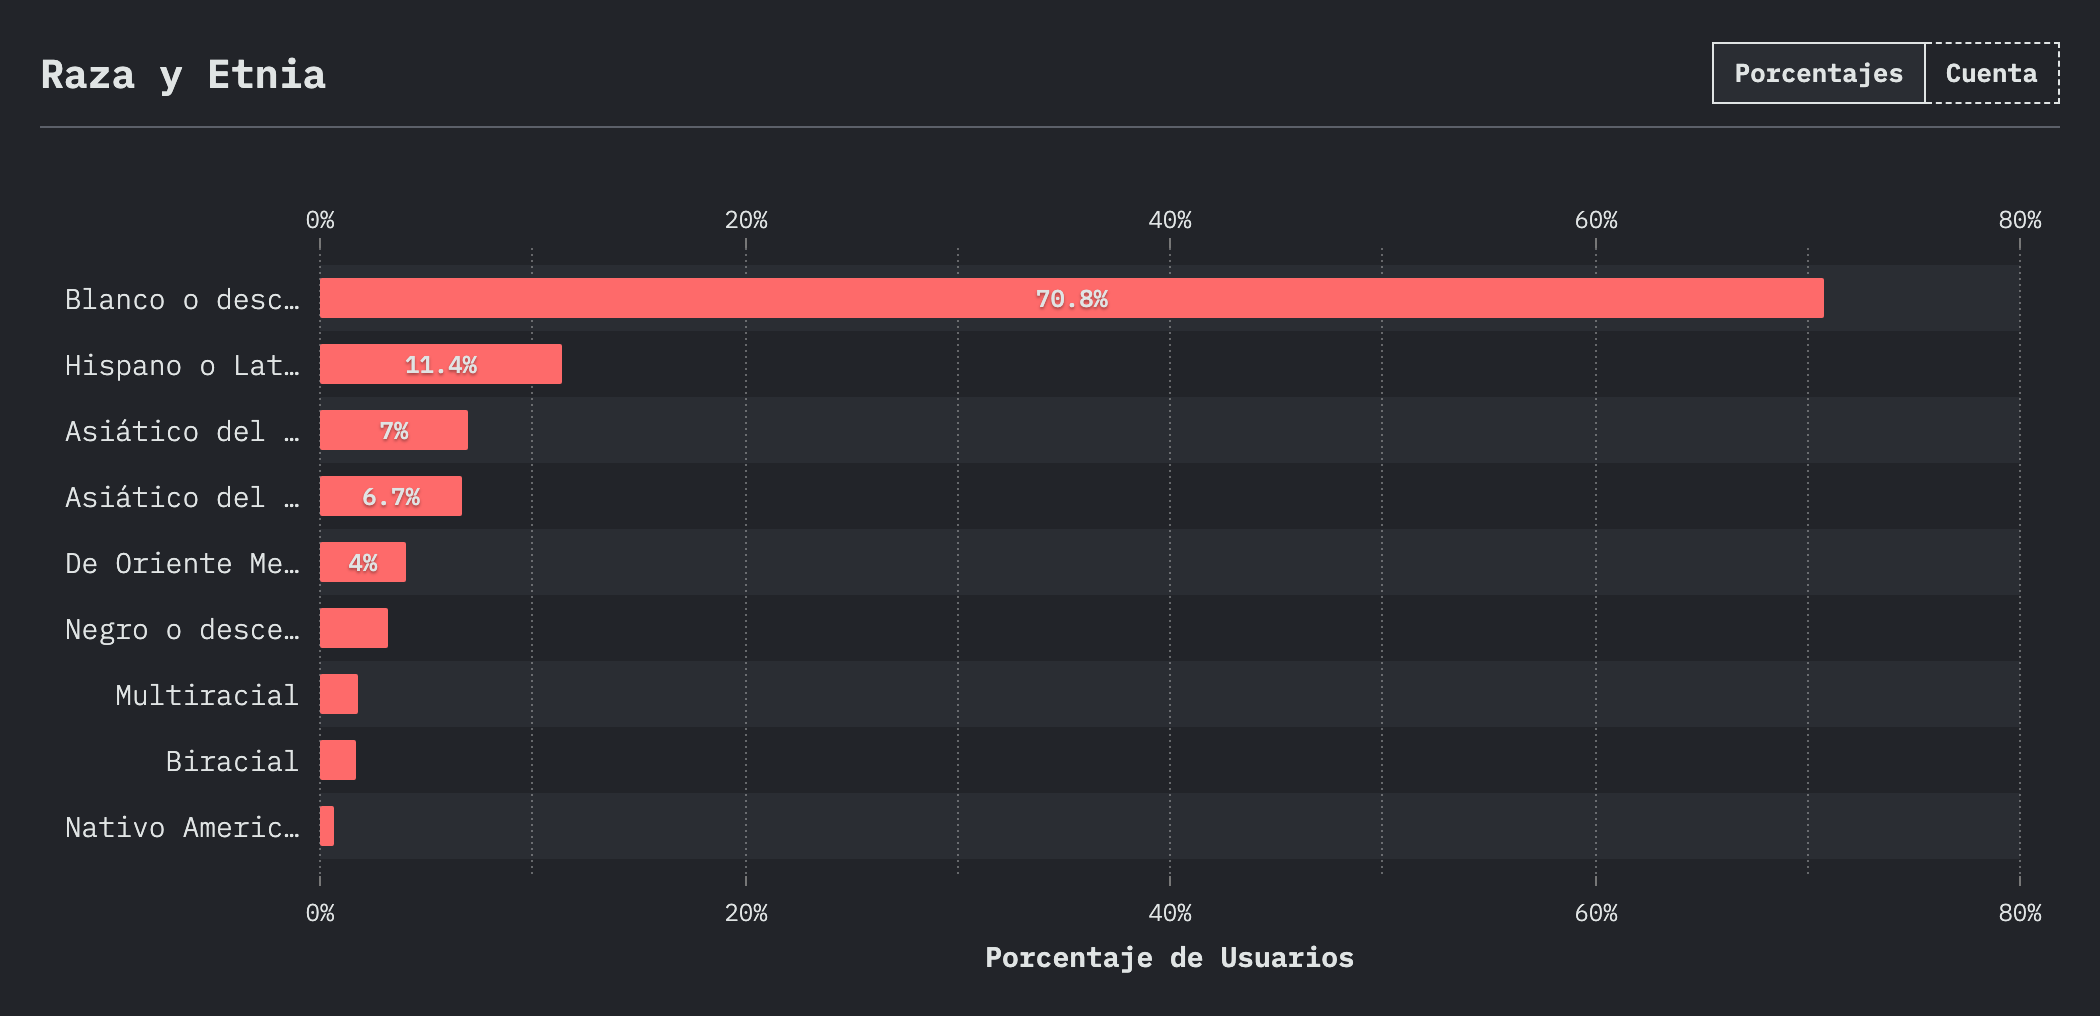 Raza y Etnia
Porcentajes Cuenta
0% 20% 40% 60% 80%
Blanco o desc… 70.8%
Hispano o Lat… 11.4%
Asiático del … 7%
Asiático del … 6.7%
De Oriente Me… 4%
Negro o desce…
Multiracial
Biracial
Nativo Americ…
0% 20% 40% 60% 80%
Porcentaje de Usuarios